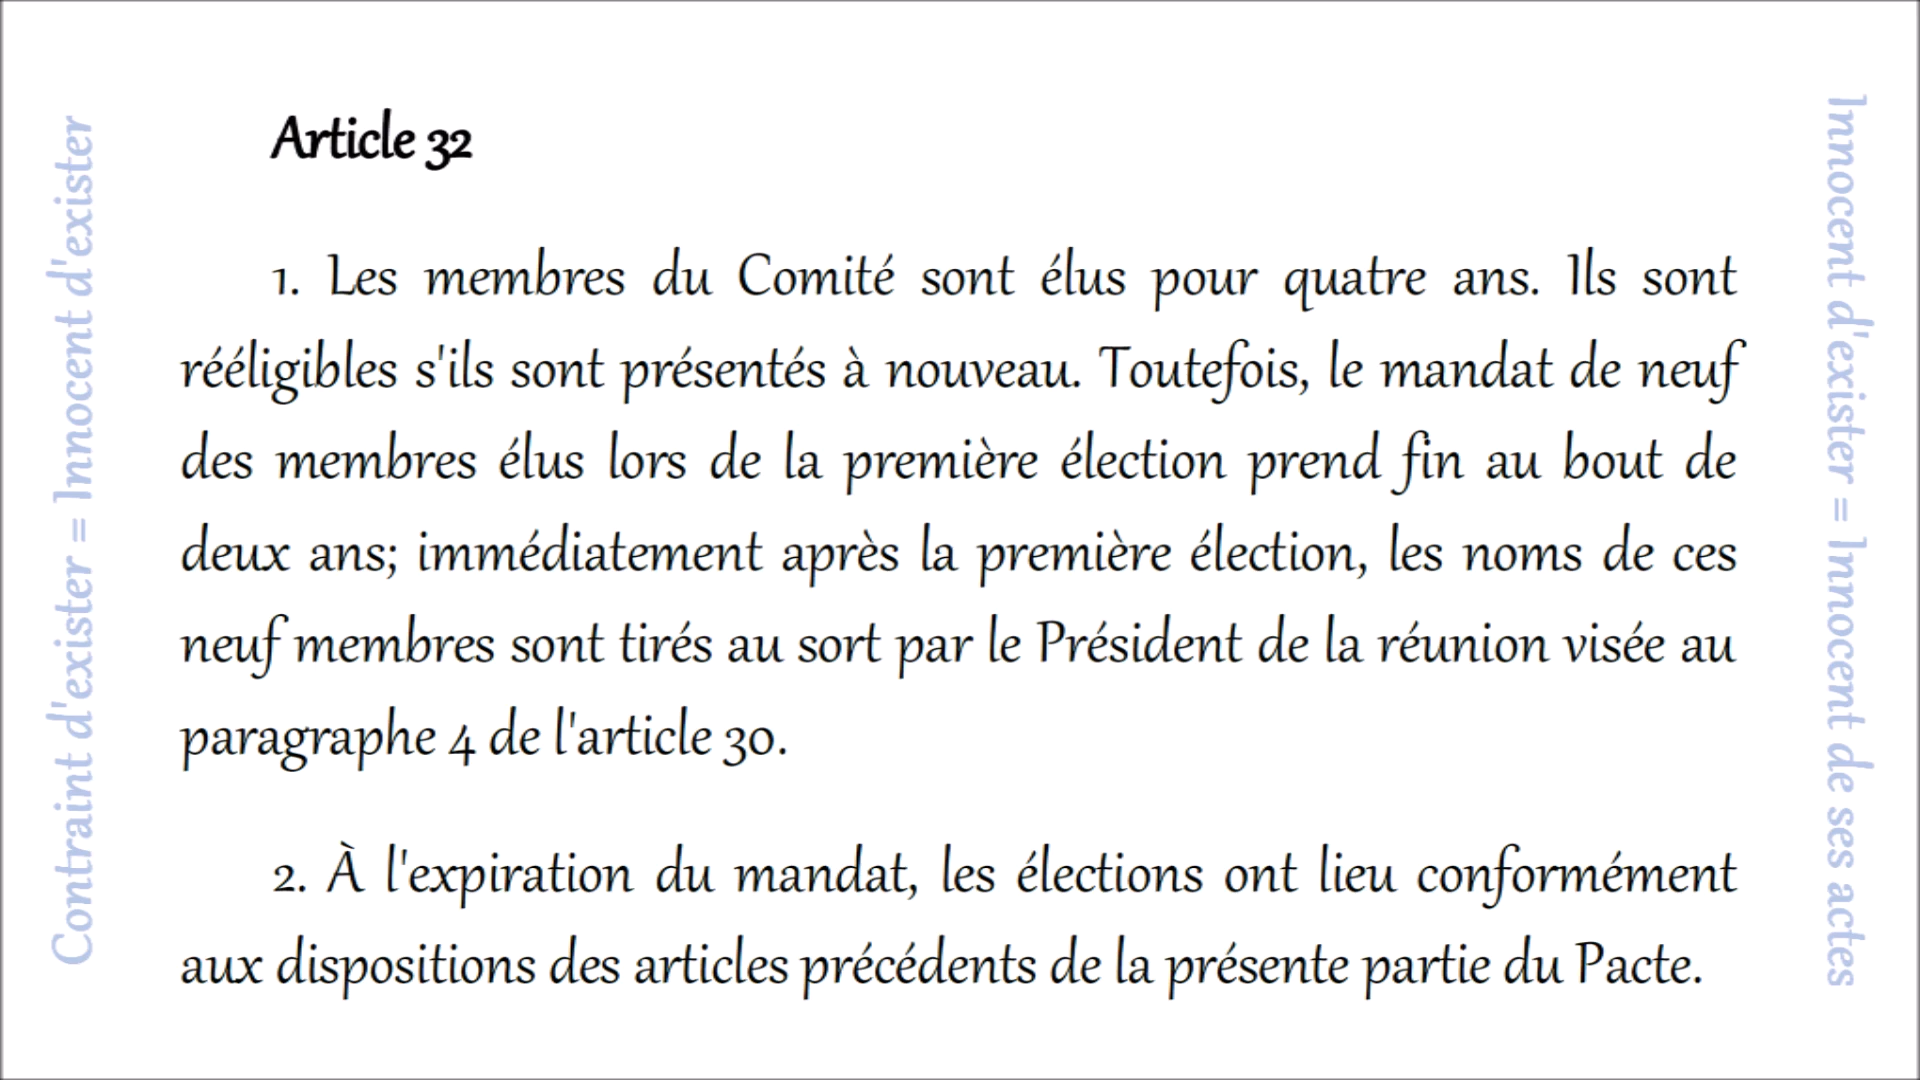 Contraint d'exister = Innocent d'exister
Article 32
1. Les membres du Comité sont élus pour quatre ans. Ils sont
rééligibles s'ils sont présentés à nouveau. Toutefois, le mandat de neuf
des membres élus lors de la première élection prend fin au bout de
deux ans; immédiatement après la première élection, les noms de ces
neuf membres sont tirés au sort par le Président de la réunion visée au
paragraphe 4 de l'article 30.
2. À l'expiration du mandat, les élections ont lieu conformément
aux dispositions des articles précédents de la présente partie du Pacte.
Innocent d'exister = Innocent de ses actes